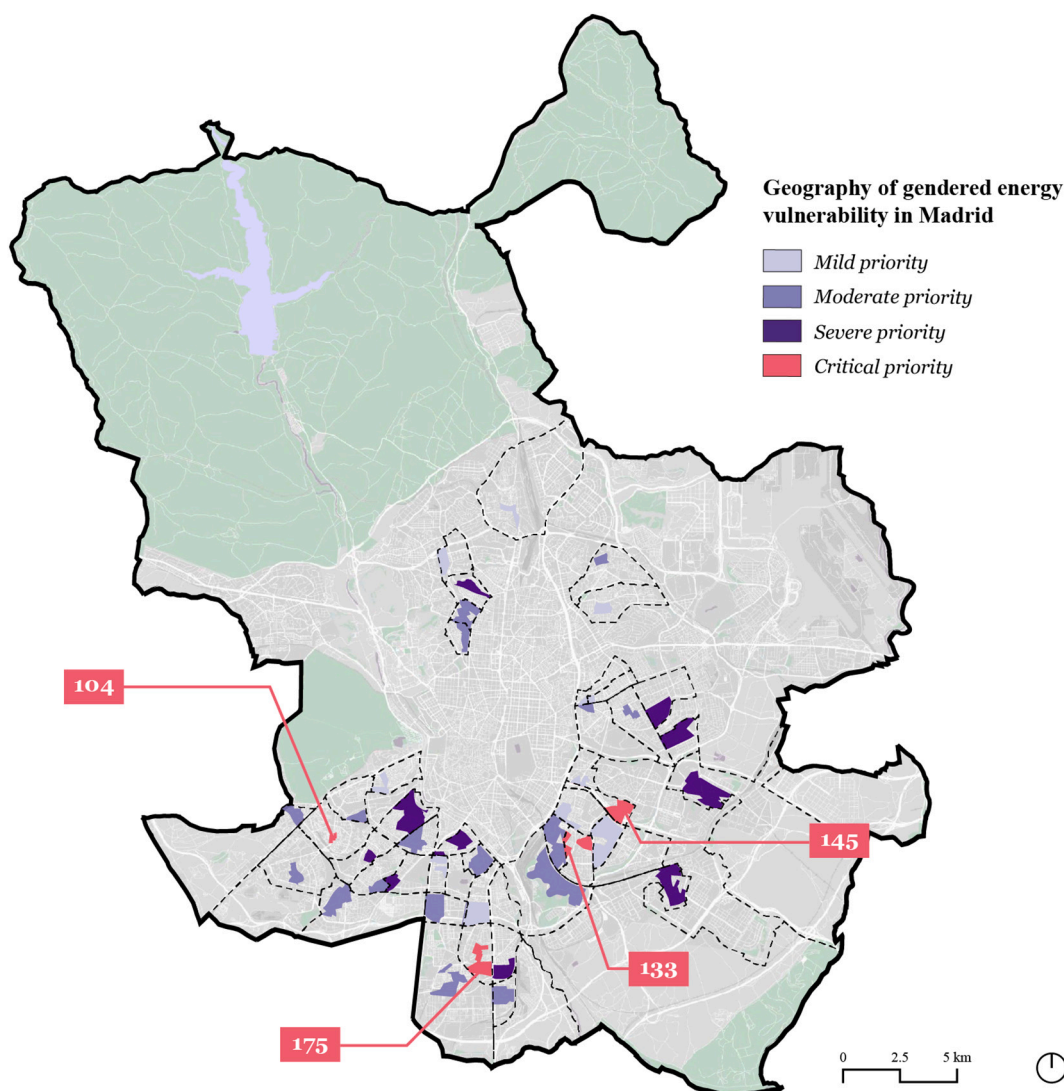 Geography of gendered energy
vulnerability in Madrid
Mild priority
Moderate priority
Severe priority
Critical priority
104
145
133
175
0 2.5 5 km